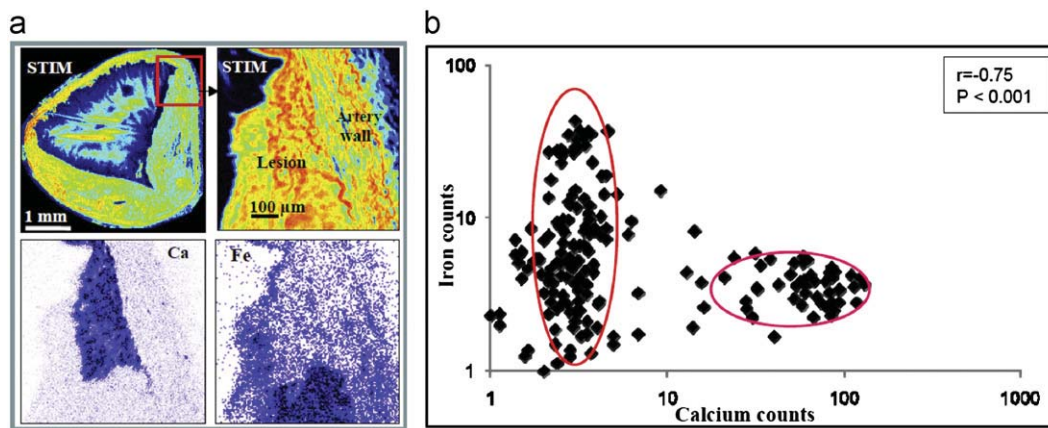 a
STIM
1 mm
STIM
Artery
wall
Lesion
100 µm
Ca
Fe
b
r=-0.75
P < 0.001
Iron counts
100
10
1
1
10
100
1000
Calcium counts